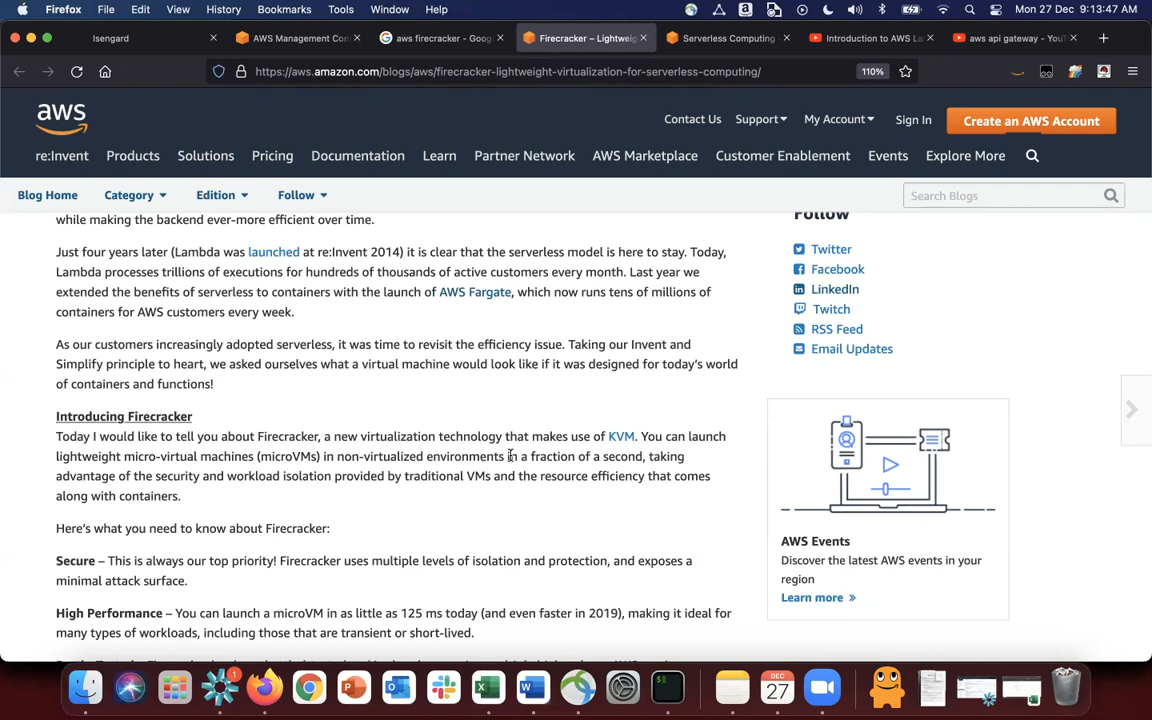 Firefox File Edit View History Bookmarks Tools Window Help Mon 27 Dec 9:13:47 AM
Isengard
AWS Management Con
aws firecracker - Goog
Firecracker – Lightweig
Serverless Computing -
Introduction to AWS La
aws api gateway - YouT
https://aws.amazon.com/blogs/aws/firecracker-lightweight-virtualization-for-serverless-computing/
110%
aws
Contact Us Support My Account Sign In Create an AWS Account
re:Invent Products Solutions Pricing Documentation Learn Partner Network AWS Marketplace Customer Enablement Events Explore More
Blog Home Category Edition Follow Search Blogs
while making the backend ever-more efficient over time.
Just four years later (Lambda was launched at re:Invent 2014) it is clear that the serverless model is here to stay. Today,
Lambda processes trillions of executions for hundreds of thousands of active customers every month. Last year we
extended the benefits of serverless to containers with the launch of AWS Fargate, which now runs tens of millions of
containers for AWS customers every week.
As our customers increasingly adopted serverless, it was time to revisit the efficiency issue. Taking our Invent and
Simplify principle to heart, we asked ourselves what a virtual machine would look like if it was designed for today's world
of containers and functions!
Introducing Firecracker
Today I would like to tell you about Firecracker, a new virtualization technology that makes use of KVM. You can launch
lightweight micro-virtual machines (microVMs) in non-virtualized environments in a fraction of a second, taking
advantage of the security and workload isolation provided by traditional VMs and the resource efficiency that comes
along with containers.
Here's what you need to know about Firecracker:
Secure – This is always our top priority! Firecracker uses multiple levels of isolation and protection, and exposes a
minimal attack surface.
High Performance – You can launch a microVM in as little as 125 ms today (and even faster in 2019), making it ideal for
many types of workloads, including those that are transient or short-lived.
Follow
Twitter
Facebook
LinkedIn
Twitch
RSS Feed
Email Updates
AWS Events
Discover the latest AWS events in your
region
Learn more »
1
DEC
27